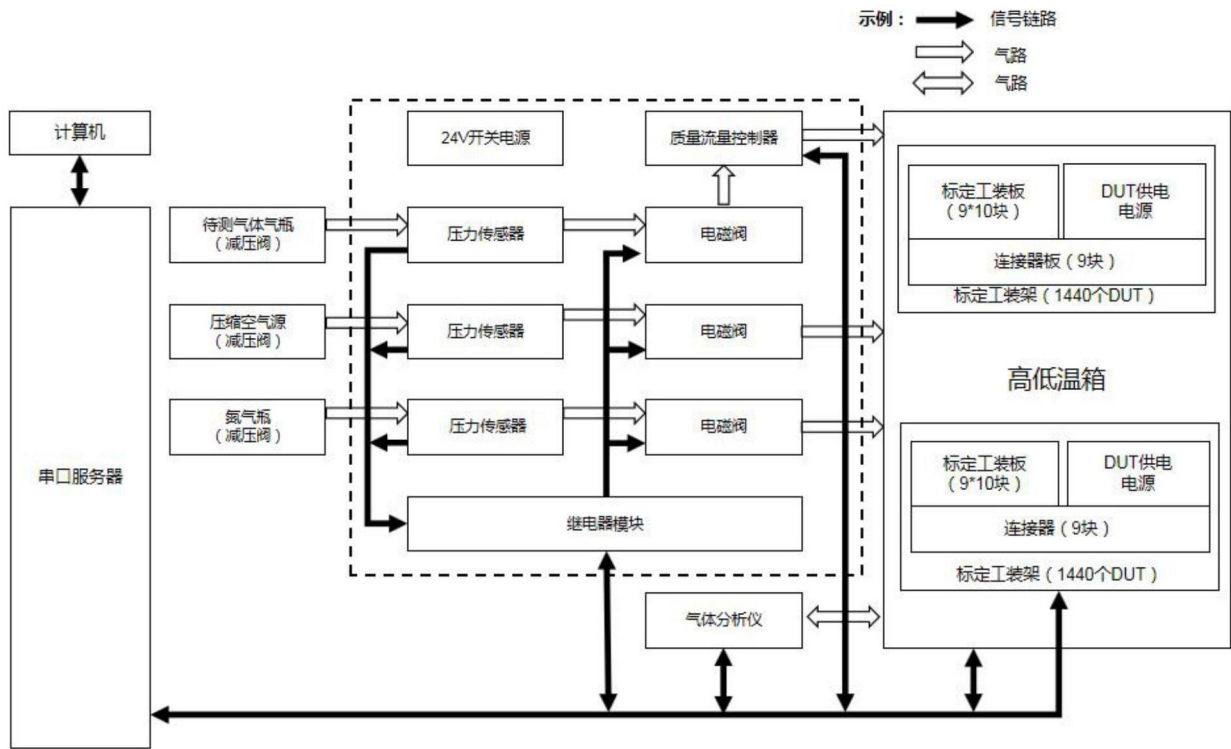 示例：
信号链路
气路
气路
计算机
24V开关电源
质量流量控制器
标定工装板
（9*10块）
DUT供电
电源
待测气体气瓶
（减压阀）
压力传感器
电磁阀
连接器板（9块）
标定工装架（1440个DUT）
压缩空气源
（减压阀）
压力传感器
电磁阀
高低温箱
氮气瓶
（减压阀）
压力传感器
电磁阀
串口服务器
标定工装板
（9*10块）
DUT供电
电源
继电器模块
连接器（9块）
标定工装架（1440个DUT）
气体分析仪